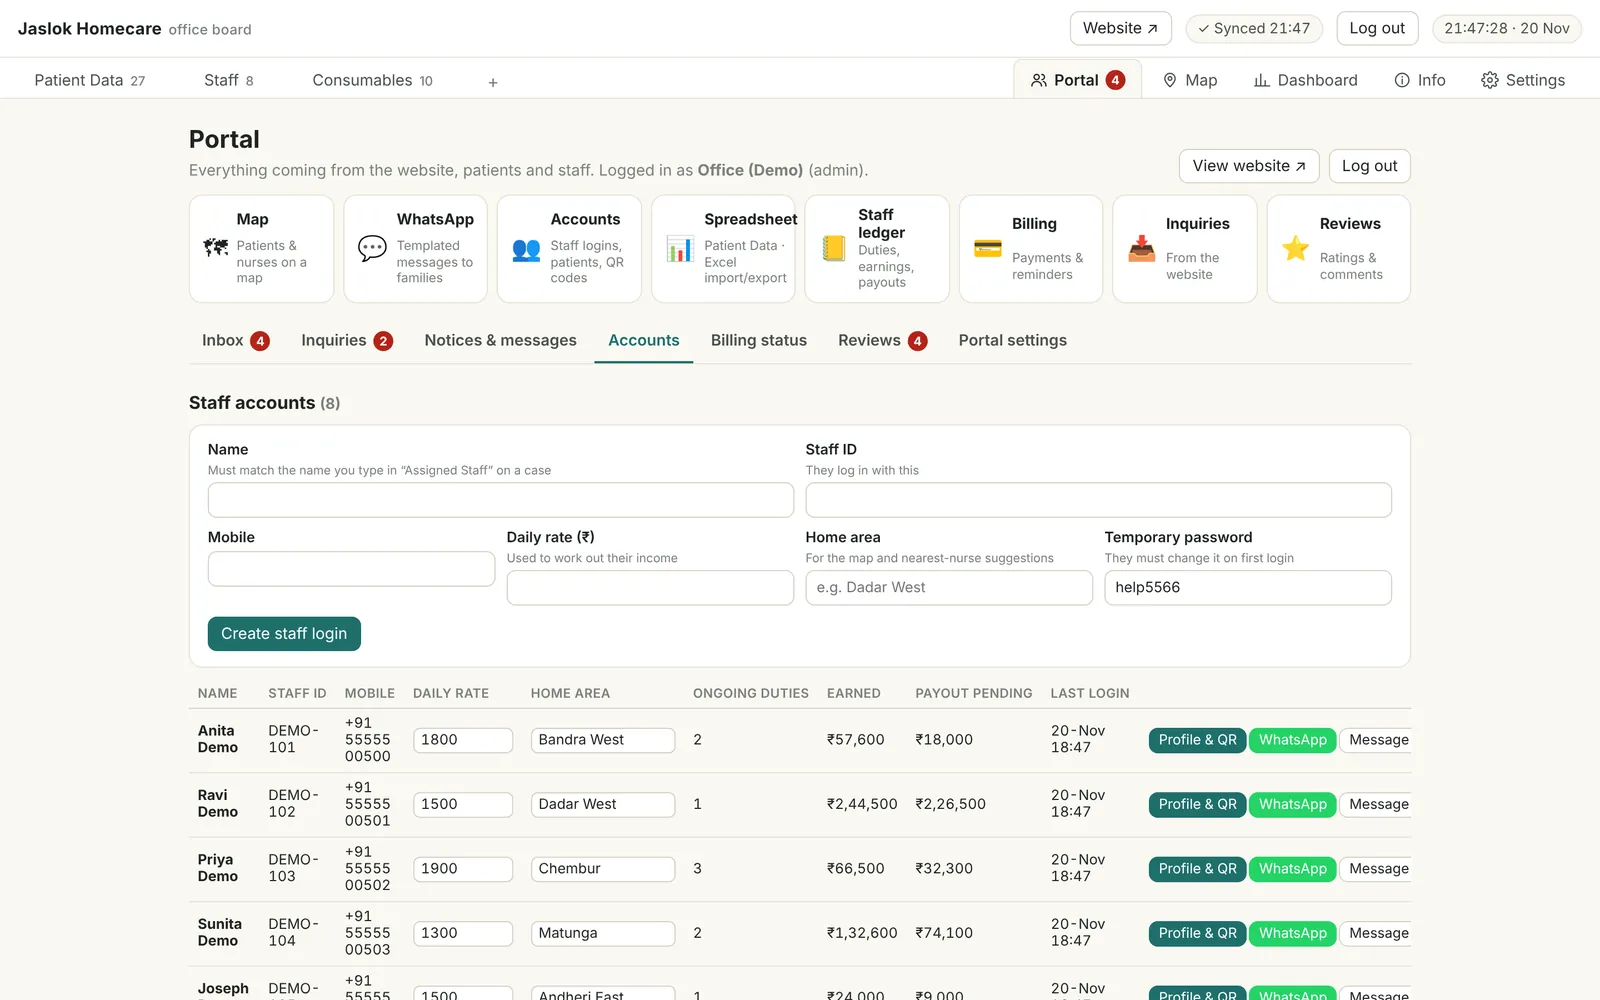 Jaslok Homecare office board
Website ↗
✓ Synced 21:47
Log out
21:47:28 · 20 Nov
Patient Data 27
Staff 8
Consumables 10
+
Portal 4
Map
Dashboard
Info
Settings
Portal
Everything coming from the website, patients and staff. Logged in as Office (Demo) (admin).
View website ↗
Log out
Map
Patients &
nurses on a
map
WhatsApp
Templated
messages to
families
Accounts
Staff logins,
patients, QR
codes
Spreadsheet
Patient Data ·
Excel
import/export
Staff
ledger
Duties,
earnings,
payouts
Billing
Payments &
reminders
Inquiries
From the
website
Reviews
Ratings &
comments
Inbox 4
Inquiries 2
Notices & messages
Accounts
Billing status
Reviews 4
Portal settings
Staff accounts (8)
Name
Must match the name you type in “Assigned Staff” on a case
Staff ID
They log in with this
Mobile
Daily rate (₹)
Used to work out their income
Home area
For the map and nearest-nurse suggestions
e.g. Dadar West
Temporary password
They must change it on first login
help5566
Create staff login
NAME STAFF ID MOBILE DAILY RATE HOME AREA ONGOING DUTIES EARNED PAYOUT PENDING LAST LOGIN
Anita
Demo
DEMO-
101
+91
55555
00500
1800
Bandra West
2
₹57,600
₹18,000
20-Nov
18:47
Profile & QR
WhatsApp
Message
Ravi
Demo
DEMO-
102
+91
55555
00501
1500
Dadar West
1
₹2,44,500
₹2,26,500
20-Nov
18:47
Profile & QR
WhatsApp
Message
Priya
Demo
DEMO-
103
+91
55555
00502
1900
Chembur
3
₹66,500
₹32,300
20-Nov
18:47
Profile & QR
WhatsApp
Message
Sunita
Demo
DEMO-
104
+91
55555
00503
1300
Matunga
2
₹1,32,600
₹74,100
20-Nov
18:47
Profile & QR
WhatsApp
Message
Joseph
DEMO-
+91
55555
1500
Andheri East
1
₹24,000
₹9,000
20-Nov
Profile & QR
WhatsApp
Message